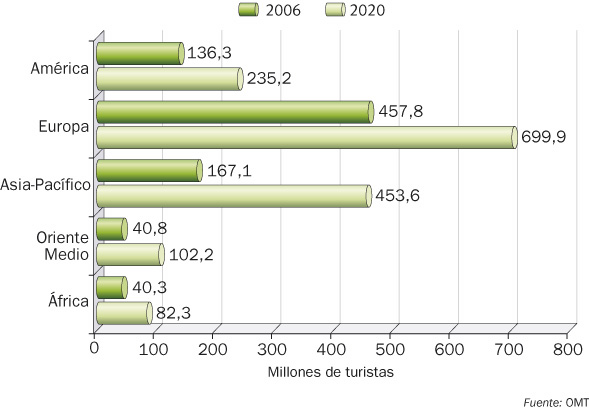 2006 2020
América
136,3
235,2
Europa
457,8
699,9
Asia-Pacífico
167,1
453,6
Oriente
Medio
40,8
102,2
África
40,3
82,3
0 100 200 300 400 500 600 700 800
Millones de turistas
Fuente: OMT